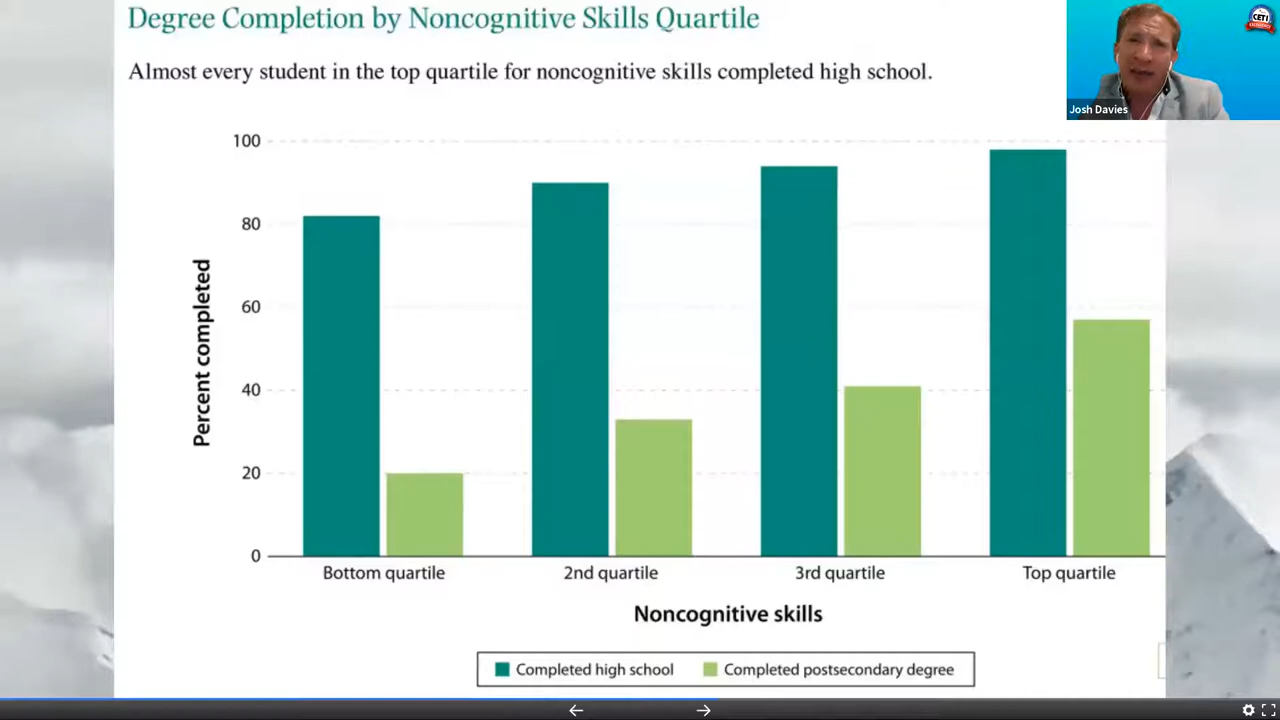 Degree Completion by Noncognitive Skills Quartile
Almost every student in the top quartile for noncognitive skills completed high school.
CETI
Josh Davies
100
80
60
40
20
0
Percent completed
Bottom quartile
2nd quartile
3rd quartile
Top quartile
Noncognitive skills
Completed high school
Completed postsecondary degree